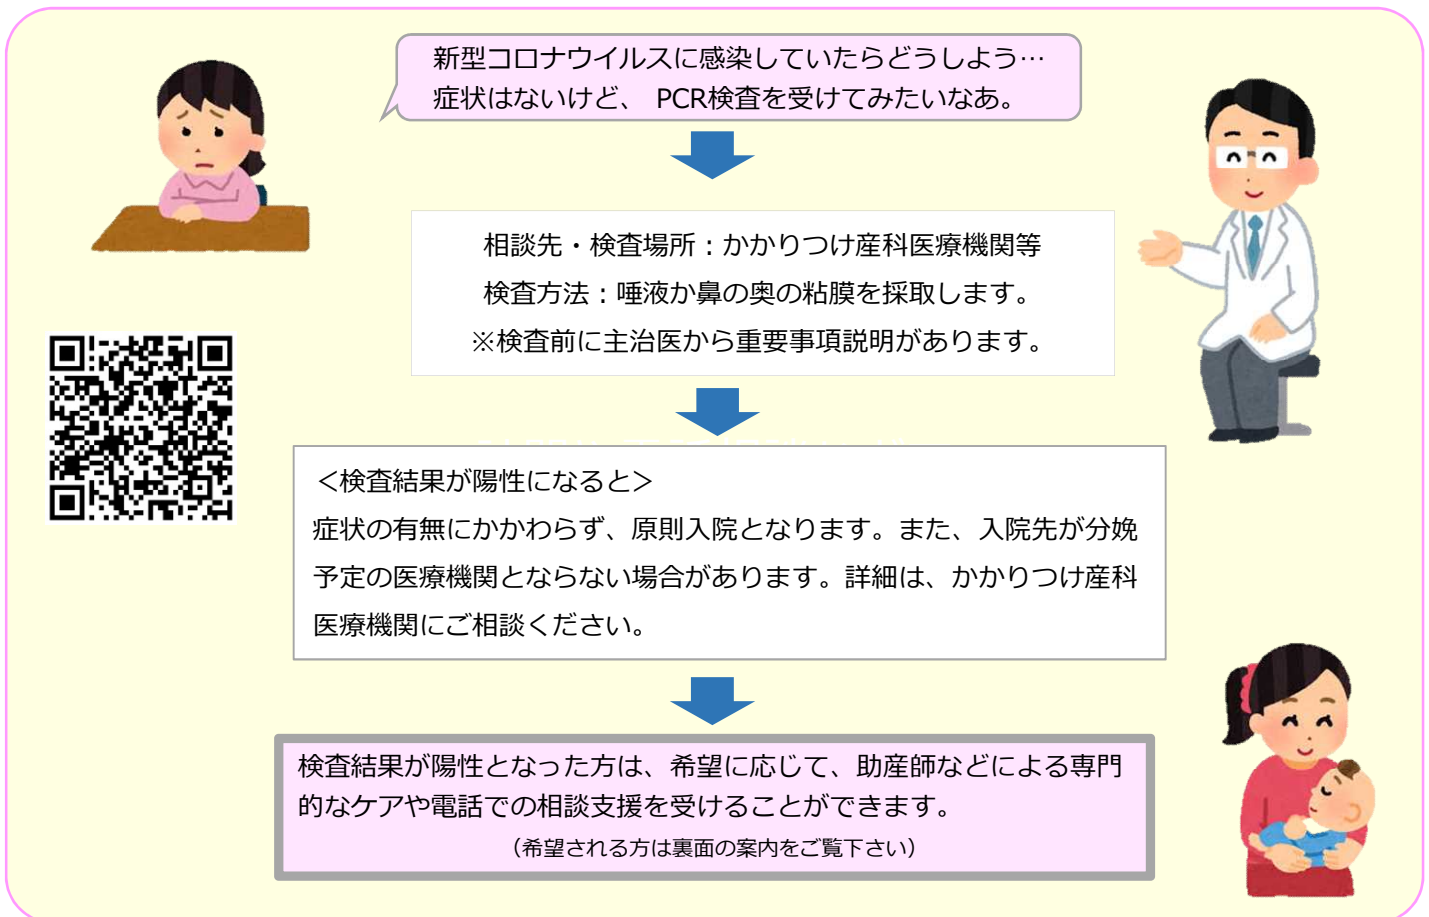 新型コロナウイルスに感染していたらどうしよう…
症状はないけど、 PCR検査を受けてみたいなあ。
相談先・検査場所：かかりつけ産科医療機関等
検査方法：唾液か鼻の奥の粘膜を採取します。
※検査前に主治医から重要事項説明があります。
＜検査結果が陽性になると＞
症状の有無にかかわらず、原則入院となります。また、入院先が分娩
予定の医療機関とならない場合があります。詳細は、かかりつけ産科
医療機関にご相談ください。
検査結果が陽性となった方は、希望に応じて、助産師などによる専門
的なケアや電話での相談支援を受けることができます。
（希望される方は裏面の案内をご覧下さい）